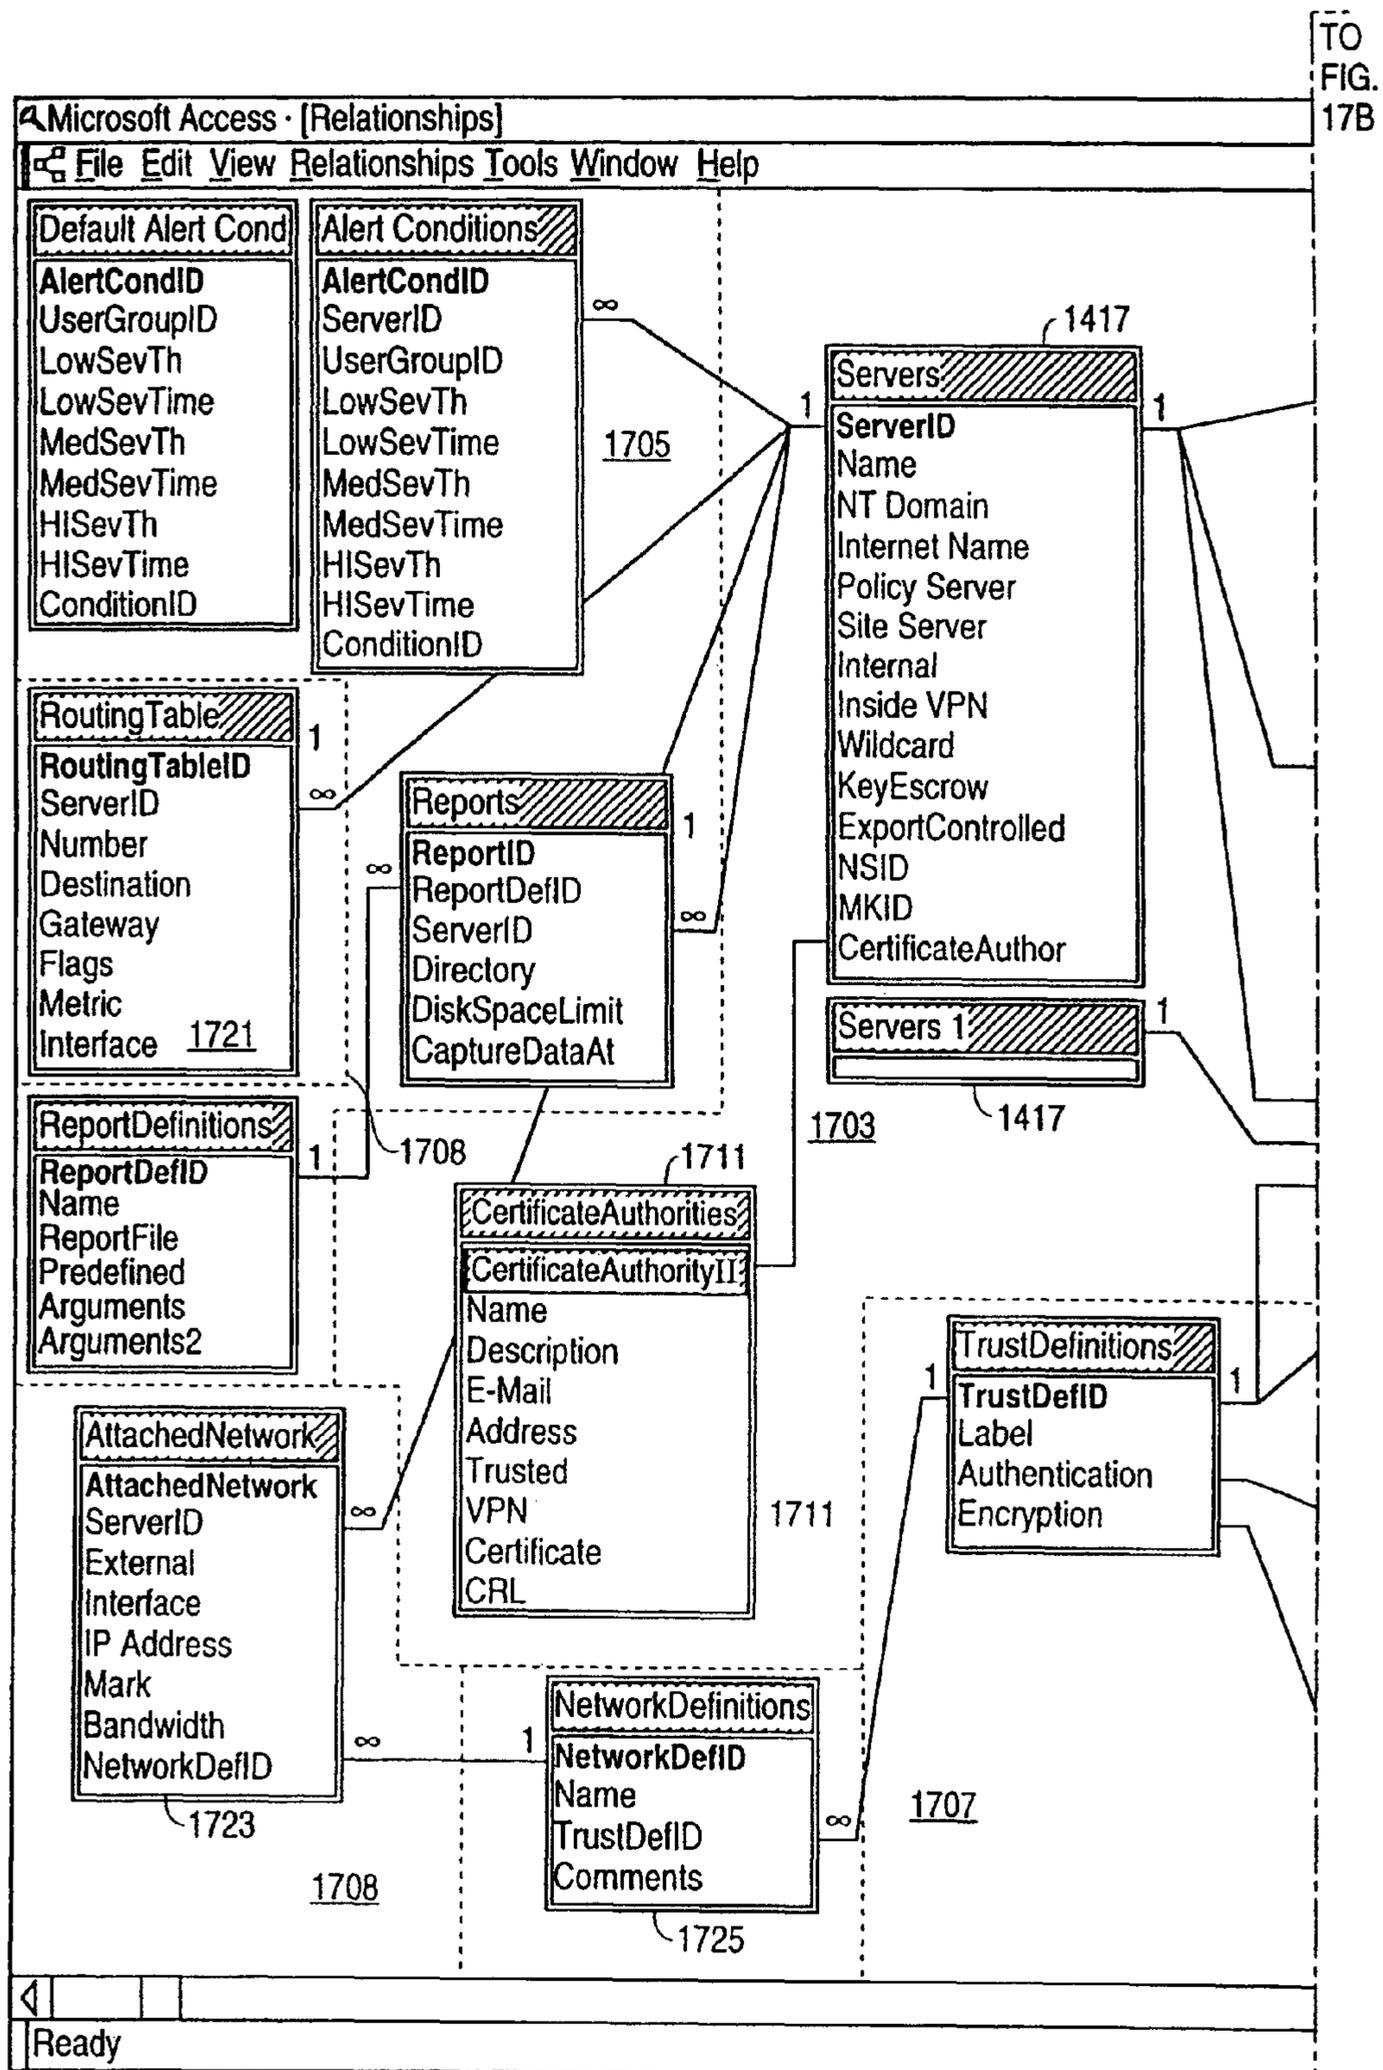 TO
FIG.
17B
Microsoft Access · [Relationships]
File Edit View Relationships Tools Window Help
Default Alert Cond
AlertCondID
UserGroupID
LowSevTh
LowSevTime
MedSevTh
MedSevTime
HISevTh
HISevTime
ConditionID
Alert Conditions
AlertCondID
ServerID
UserGroupID
LowSevTh
LowSevTime
MedSevTh
MedSevTime
HISevTh
HISevTime
ConditionID
∞
1705
1
1417
Servers
ServerID
Name
NT Domain
Internet Name
Policy Server
Site Server
Internal
Inside VPN
Wildcard
KeyEscrow
ExportControlled
NSID
MKID
CertificateAuthor
1
Servers 1
1
1417
1703
RoutingTable
RoutingTableID
ServerID
Number
Destination
Gateway
Flags
Metric
Interface
1721
1
∞
Reports
ReportID
ReportDefID
ServerID
Directory
DiskSpaceLimit
CaptureDataAt
∞
1
∞
ReportDefinitions
ReportDefID
Name
ReportFile
Predefined
Arguments
Arguments2
1
1708
1711
CertificateAuthorities
CertificateAuthorityII
Name
Description
E-Mail
Address
Trusted
VPN
Certificate
CRL
1711
TrustDefinitions
TrustDefID
Label
Authentication
Encryption
1
1
AttachedNetwork
AttachedNetwork
ServerID
External
Interface
IP Address
Mark
Bandwidth
NetworkDefID
∞
∞
1723
1708
1
NetworkDefinitions
NetworkDefID
Name
TrustDefID
Comments
∞
1725
1707
Ready